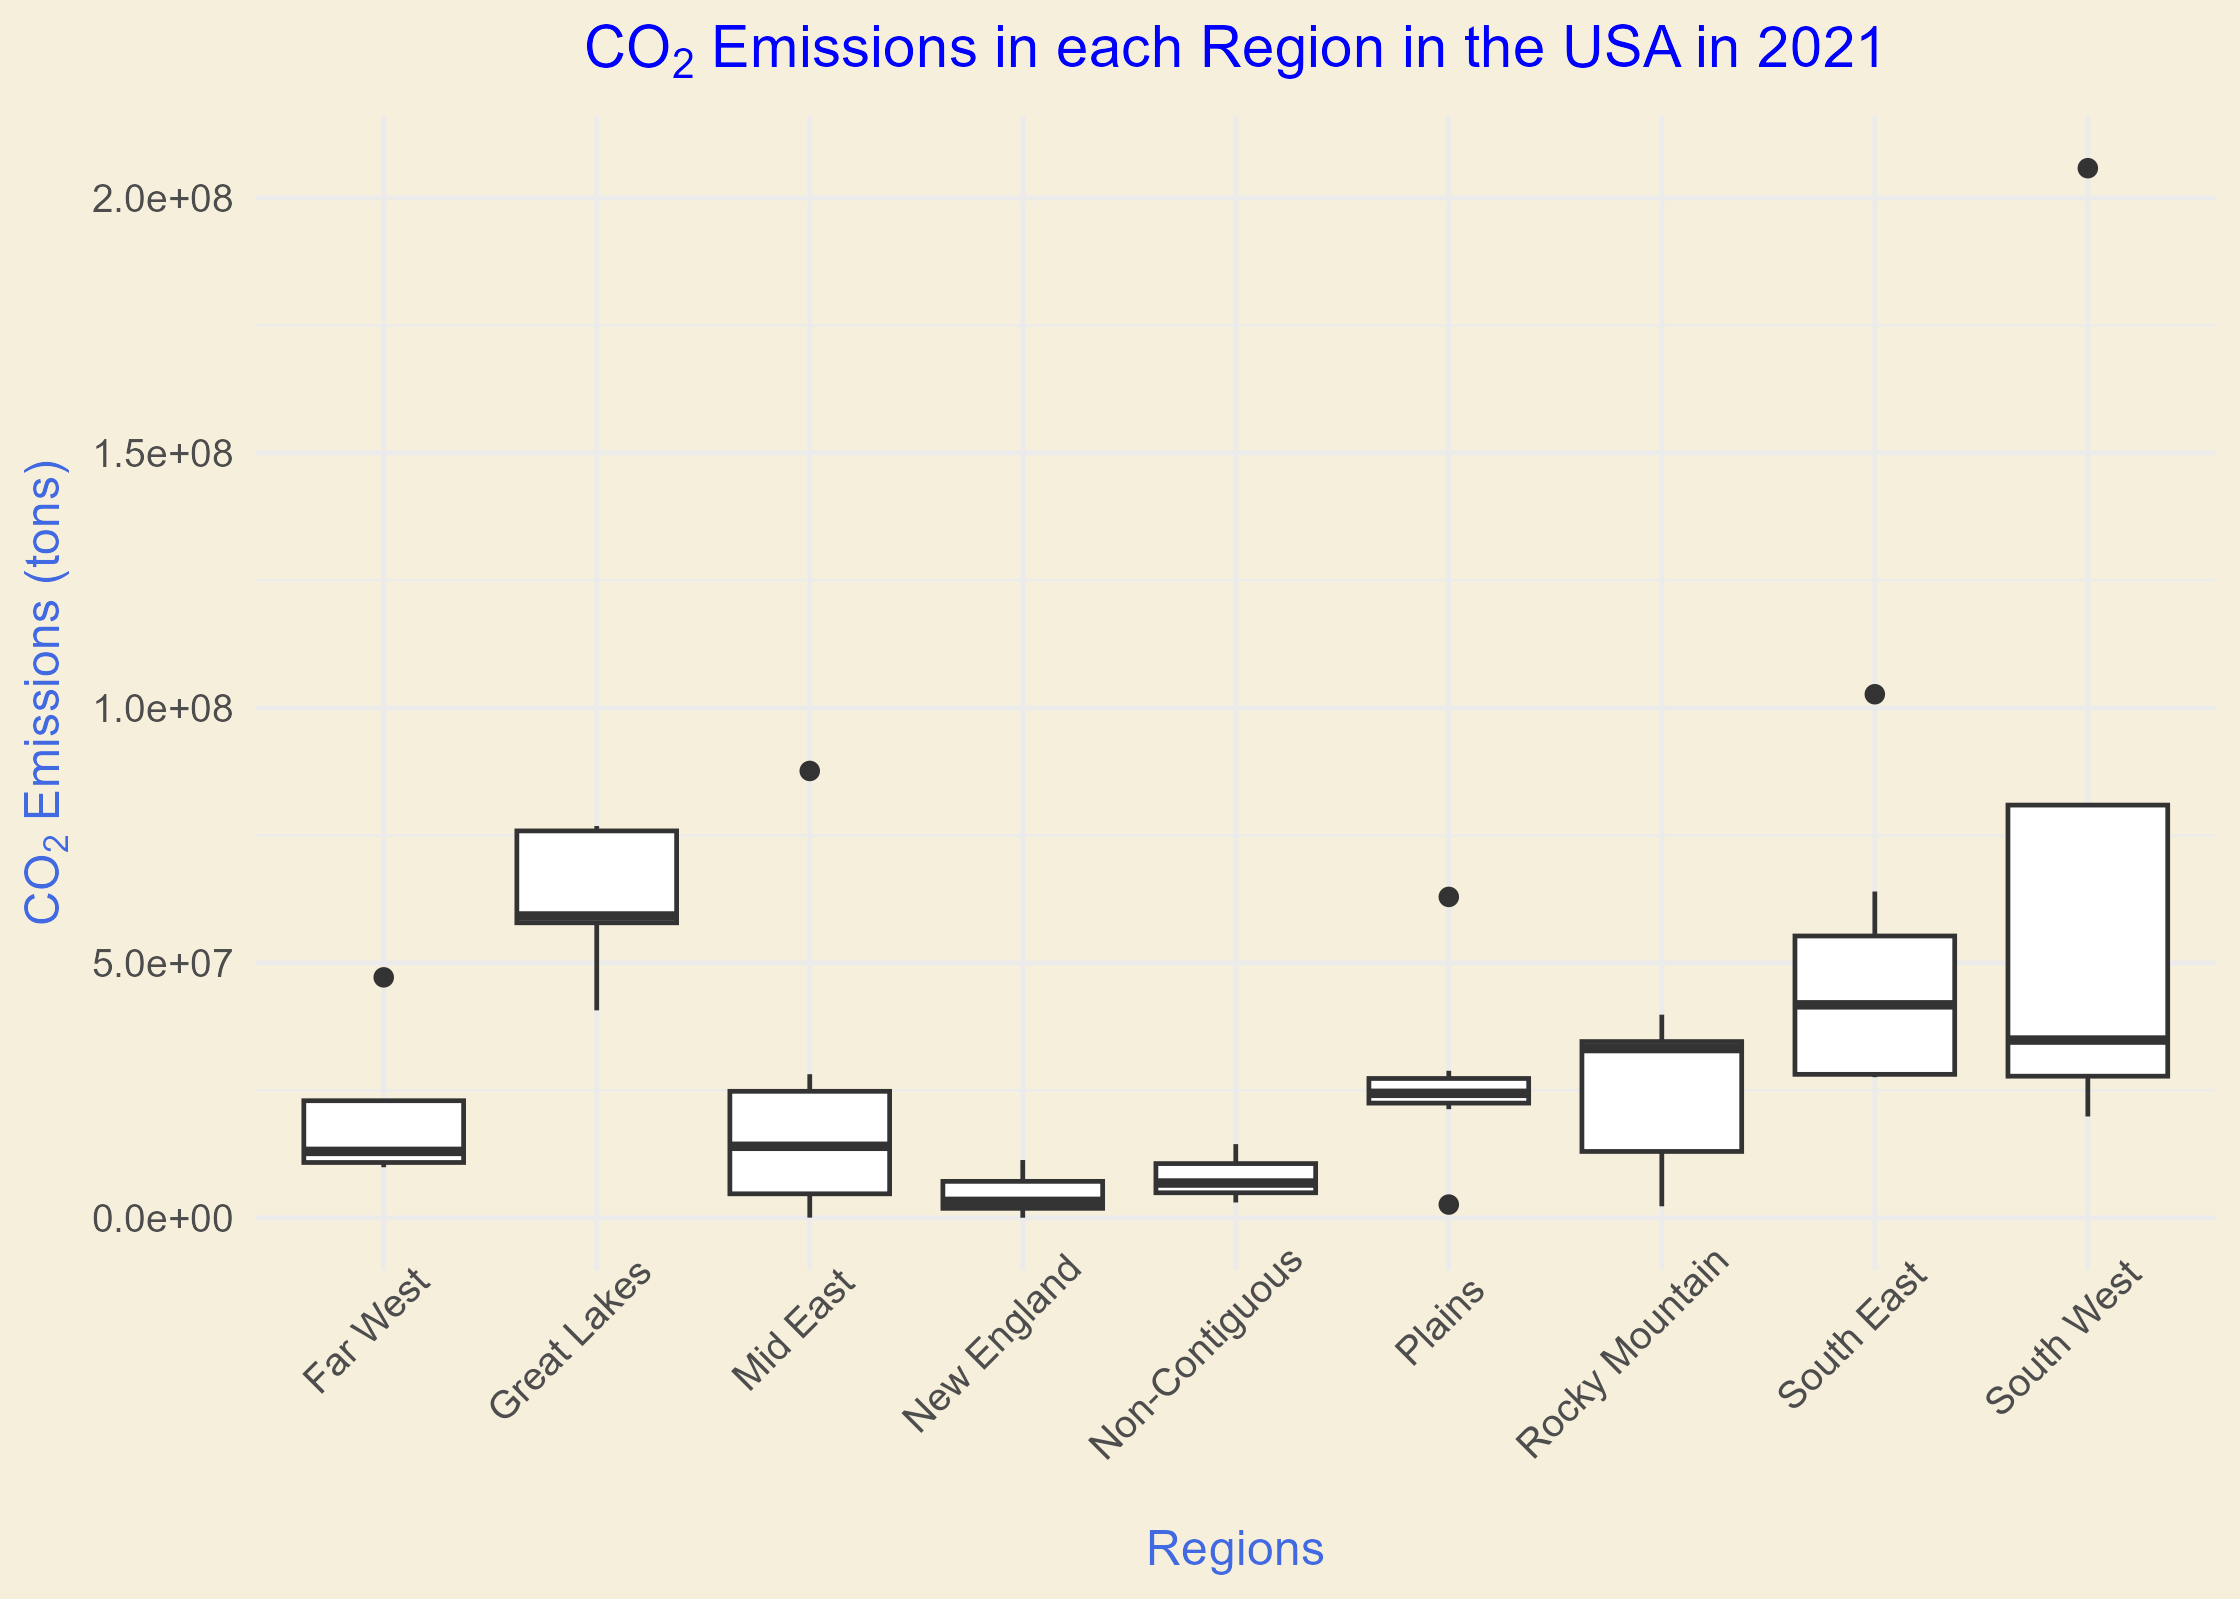 CO₂ Emissions in each Region in the USA in 2021
CO₂ Emissions (tons)
2.0e+08
1.5e+08
1.0e+08
5.0e+07
0.0e+00
Far West
Great Lakes
Mid East
New England
Non-Contiguous
Plains
Rocky Mountain
South East
South West
Regions